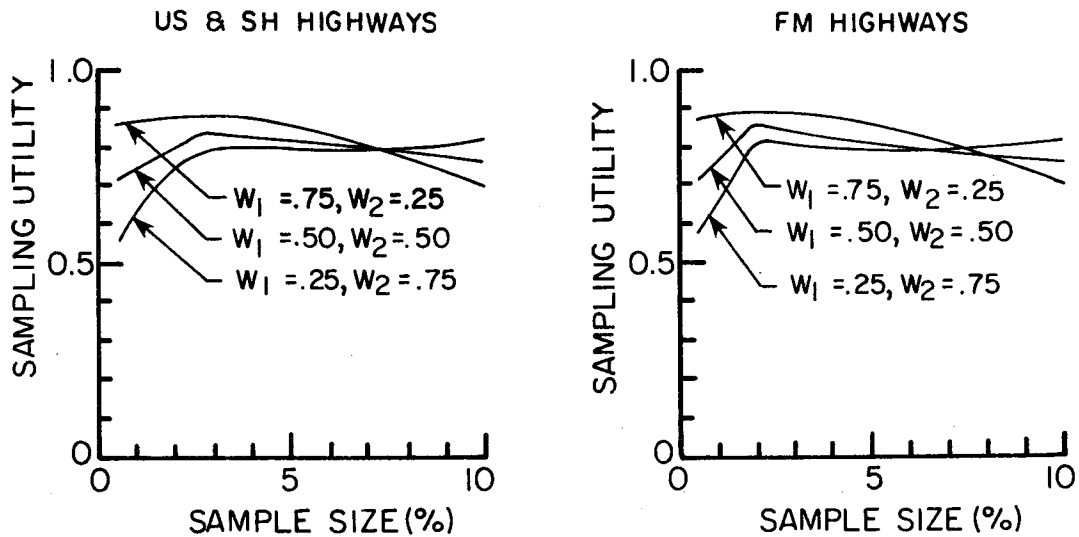 US & SH HIGHWAYS
SAMPLING UTILITY
1.0
0.5
0
W1 =.75, W2 =.25
W1 =.50, W2 =.50
W1 =.25, W2 =.75
0
5
10
SAMPLE SIZE (%)
FM HIGHWAYS
SAMPLING UTILITY
1.0
0.5
0
W1 =.75, W2 =.25
W1 =.50, W2 =.50
W1 =.25, W2 =.75
0
5
10
SAMPLE SIZE (%)